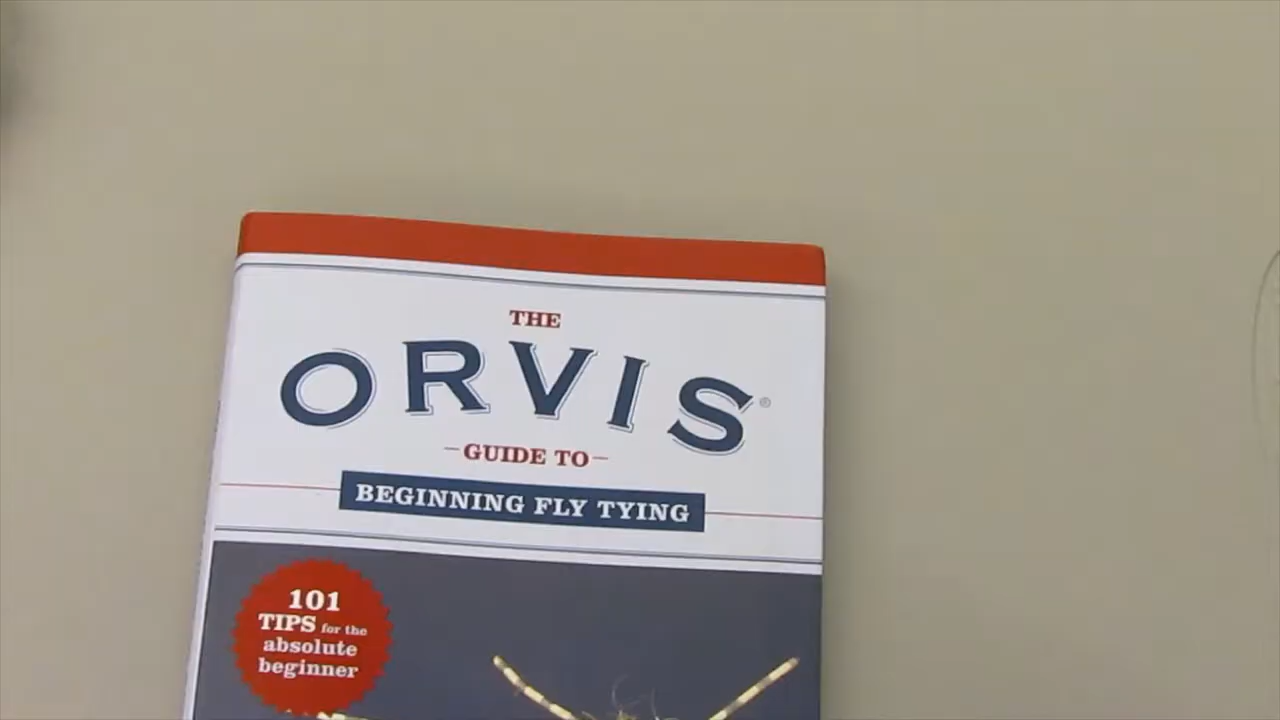 THE
ORVIS®
GUIDE TO
BEGINNING FLY TYING
101
TIPS for the
absolute
beginner